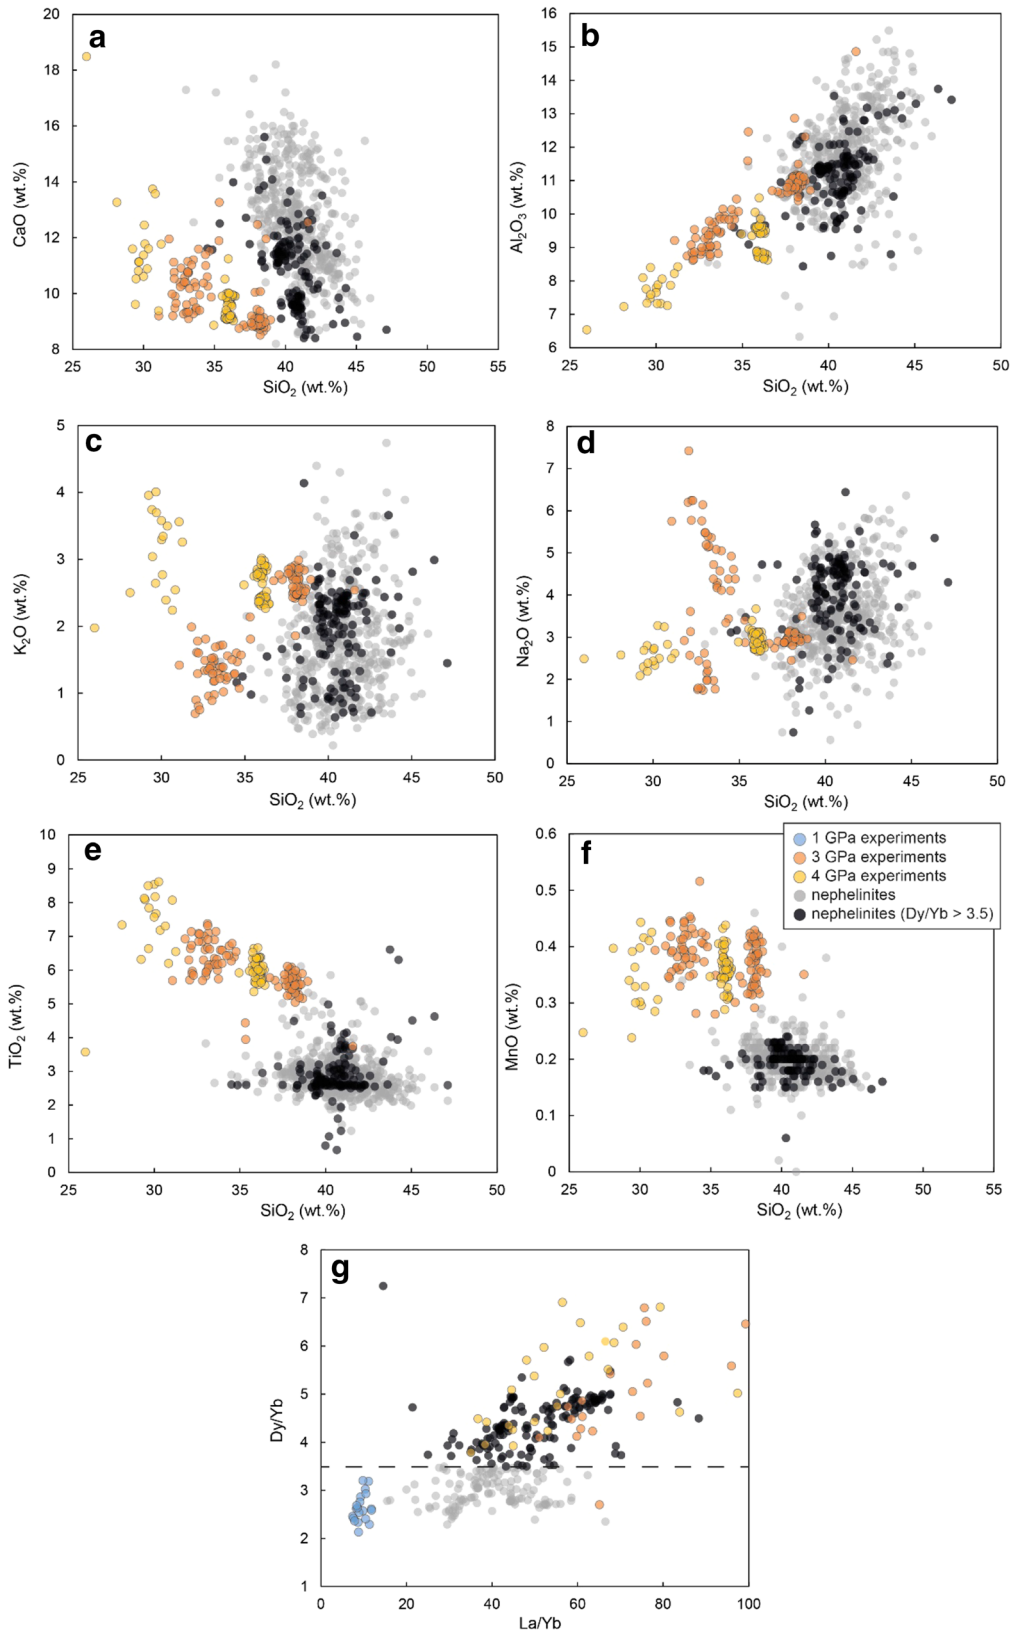 a
20
18
16
14
12
10
8
CaO (wt.%)
25 30 35 40 45 50 55
SiO₂ (wt.%)
b
16
15
14
13
12
11
10
9
8
7
6
Al₂O₃ (wt.%)
25 30 35 40 45 50
SiO₂ (wt.%)
c
5
4
3
2
1
0
K₂O (wt.%)
25 30 35 40 45 50
SiO₂ (wt.%)
d
8
7
6
5
4
3
2
1
0
Na₂O (wt.%)
25 30 35 40 45 50
SiO₂ (wt.%)
e
10
9
8
7
6
5
4
3
2
1
0
TiO₂ (wt.%)
25 30 35 40 45 50
SiO₂ (wt.%)
f
0.6
0.5
0.4
0.3
0.2
0.1
0
MnO (wt.%)
25 30 35 40 45 50 55
SiO₂ (wt.%)
1 GPa experiments
3 GPa experiments
4 GPa experiments
nephelinites
nephelinites (Dy/Yb > 3.5)
g
8
7
6
5
4
3
2
1
Dy/Yb
0 20 40 60 80 100
La/Yb